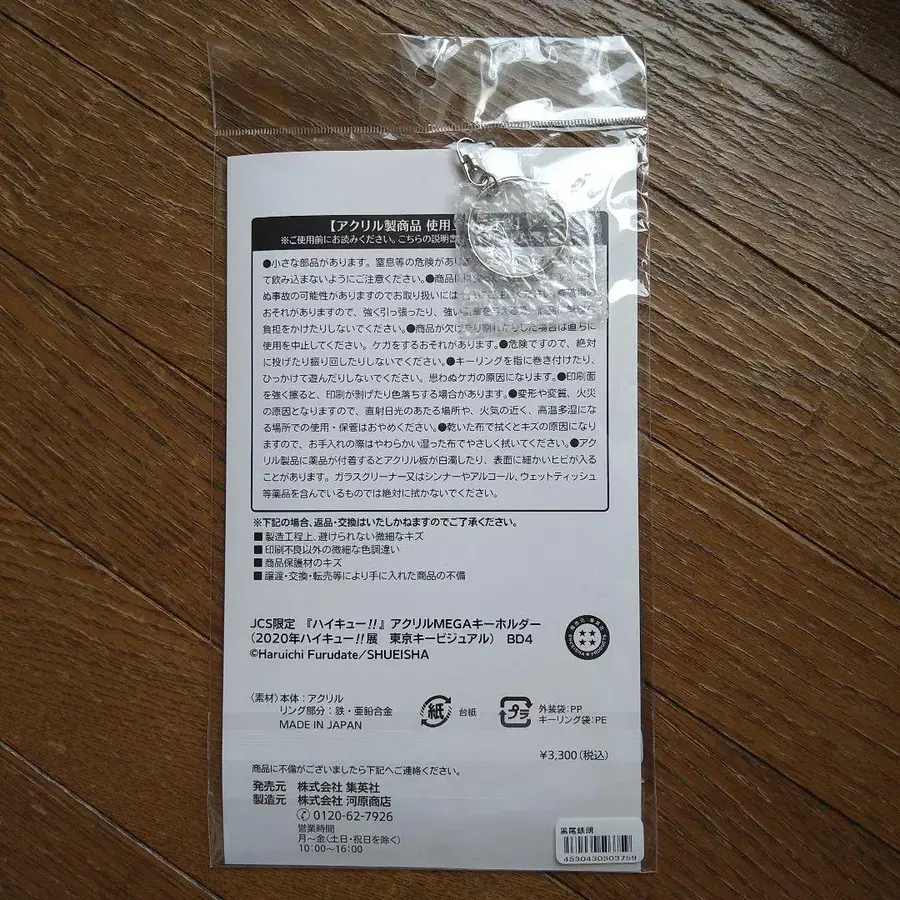 【アクリル製商品 使用
※ご使用前にお読みください。こちらの説明
●小さな部品があります。窒息等の危険があ
て飲み込まないようにご注意ください。●商品に
ぬ事故の可能性がありますのでお取り扱いには
おそれがありますので、強く引っ張ったり、強い
負担をかけたりしないでください。●商品が欠けたり割れたりした場合は直ちに
使用を中止してください。ケガをするおそれがあります。●危険ですので、絶対
に投げたり振り回したりしないでください。●キーリングを指に巻き付けたり、
ひっかけて遊んだりしないでください。思わぬケガの原因になります。●印刷面
を強く擦ると、印刷が剥げたり色落ちする場合があります。●変形や変質、火災
の原因となりますので、直射日光のあたる場所や、火気の近く、高温多湿にな
る場所での使用・保管はおやめください。●乾いた布で拭くとキズの原因になり
ますので、お手入れの際はやわらかい湿った布でやさしく拭いてください。●アク
リル製品に薬品が付着するとアクリル板が白濁したり、表面に細かいヒビが入る
ことがあります。ガラスクリーナー又はシンナーやアルコール、ウェットティッシュ
等薬品を含んでいるものでは絶対に拭かないでください。
※下記の場合、返品・交換はいたしかねますのでご了承ください。
■製造工程上、避けられない微細なキズ
■印刷不良以外の微細な色調違い
■商品保護材のキズ
■譲渡・交換・転売等により手に入れた商品の不備
JCS限定 『ハイキュー!!』アクリルMEGAキーホルダー
(2020年ハイキュー!!展 東京キービジュアル) BD4
©Haruichi Furudate/SHUEISHA
〈素材〉本体:アクリル
リング部分:鉄・亜鉛合金
MADE IN JAPAN
紙 台紙
プラ 外装袋:PP
キーリング袋:PE
¥3,300(税込)
商品に不備がございましたら下記へご連絡ください。
発売元 株式会社 集英社
製造元 株式会社 河原商店
0120-62-7926
営業時間
月~金(土日・祝日を除く)
10:00~16:00
黒尾鉄朗
4530430503759